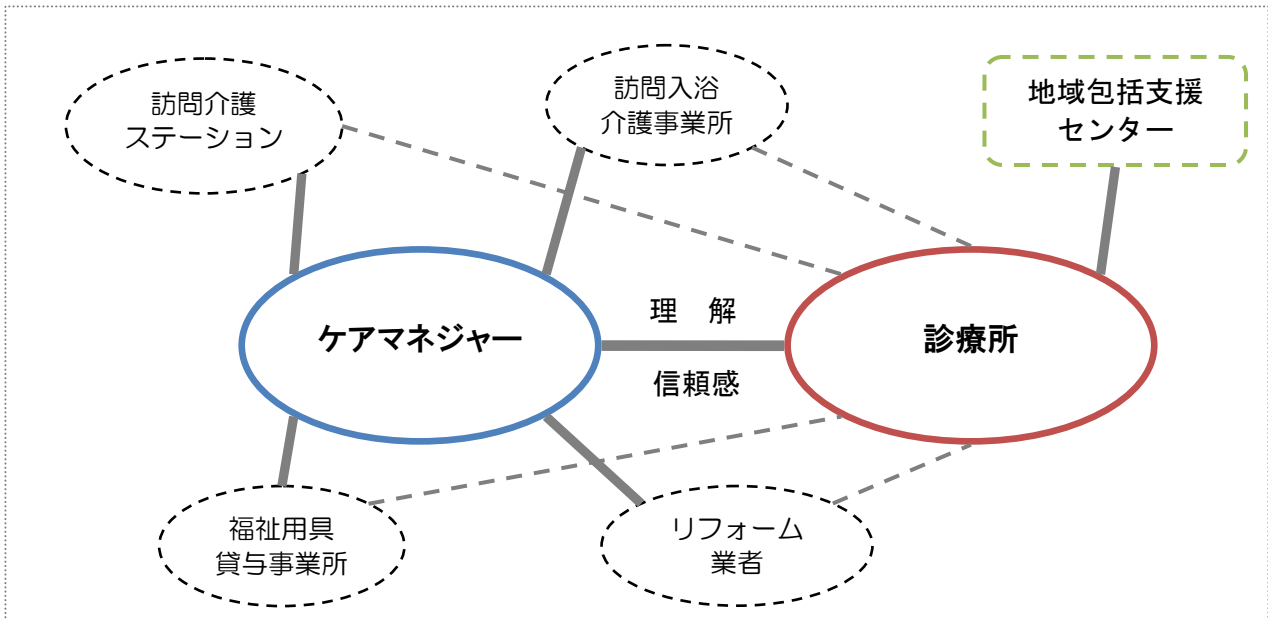 訪問介護
ステーション
訪問入浴
介護事業所
地域包括支援
センター
ケアマネジャー
理　解
信頼感
診療所
福祉用具
貸与事業所
リフォーム
業者